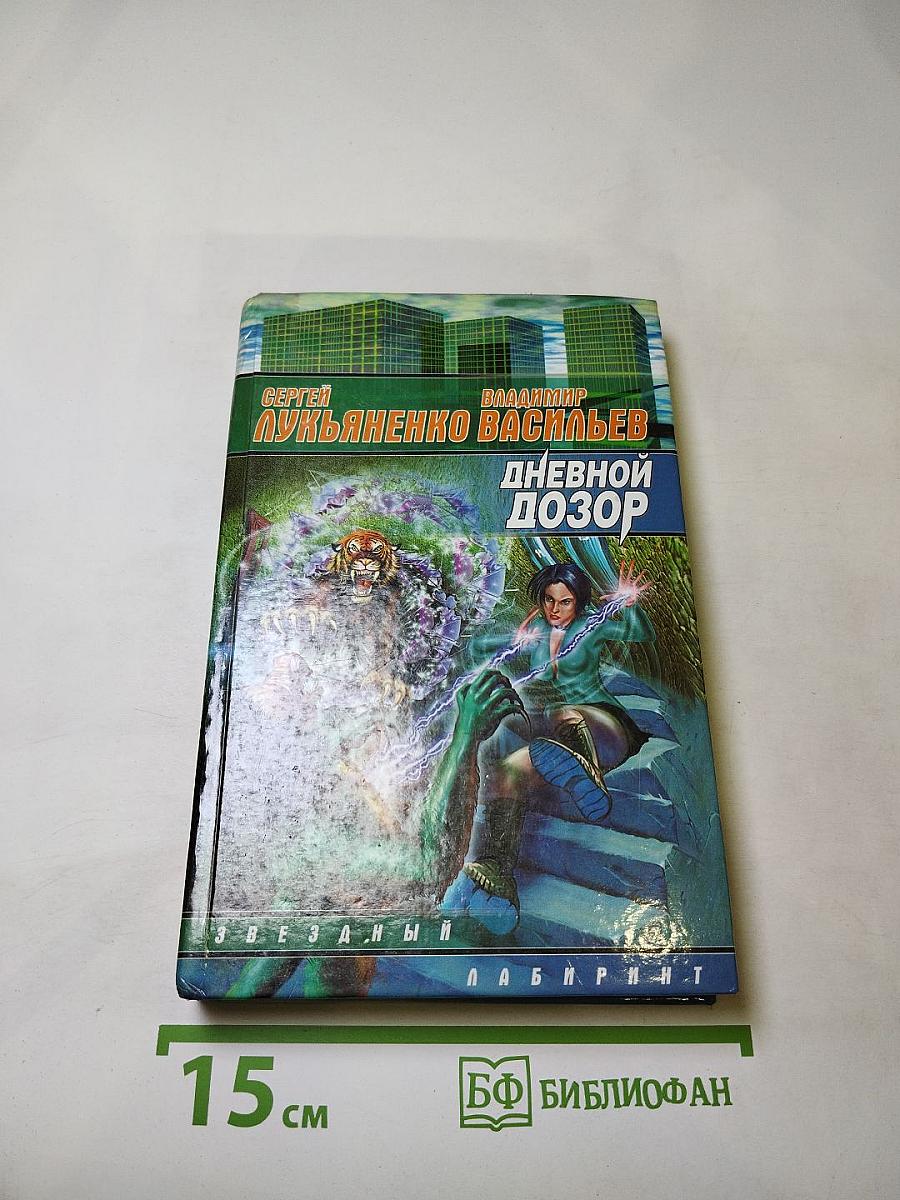 СЕРГЕЙ ВЛАДИМИР
ЛУКЬЯНЕНКО ВАСИЛЬЕВ
ДНЕВНОЙ
ДОЗОР
ЗВЕЗДНЫЙ
ЛАБИРИНТ
15 см
БФ БИБЛИОФАН